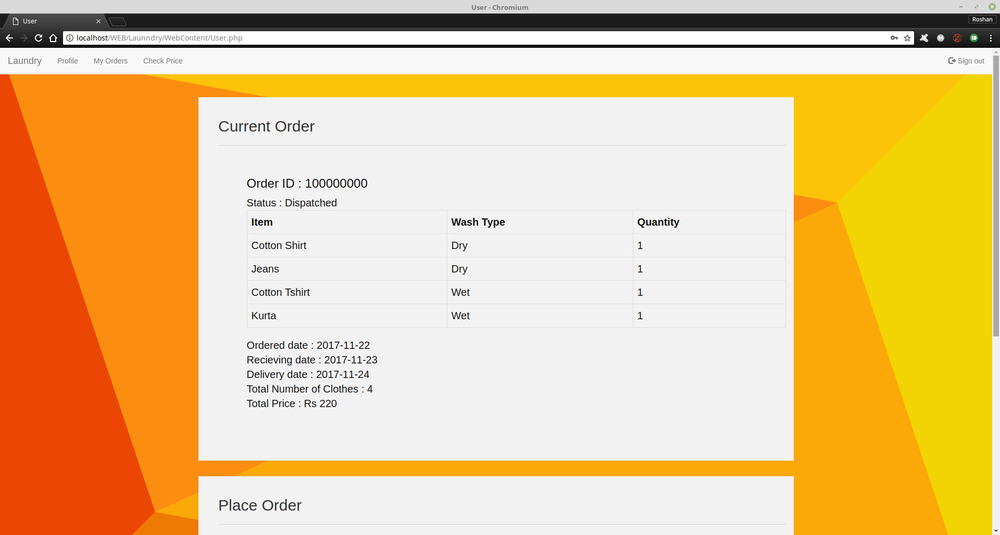 User - Chromium
User
Roshan
localhost/WEB/Launndry/WebContent/User.php
Laundry Profile My Orders Check Price Sign out
Current Order
Order ID : 100000000
Status : Dispatched
Item Wash Type Quantity
Cotton Shirt Dry 1
Jeans Dry 1
Cotton Tshirt Wet 1
Kurta Wet 1
Ordered date : 2017-11-22
Recieving date : 2017-11-23
Delivery date : 2017-11-24
Total Number of Clothes : 4
Total Price : Rs 220
Place Order